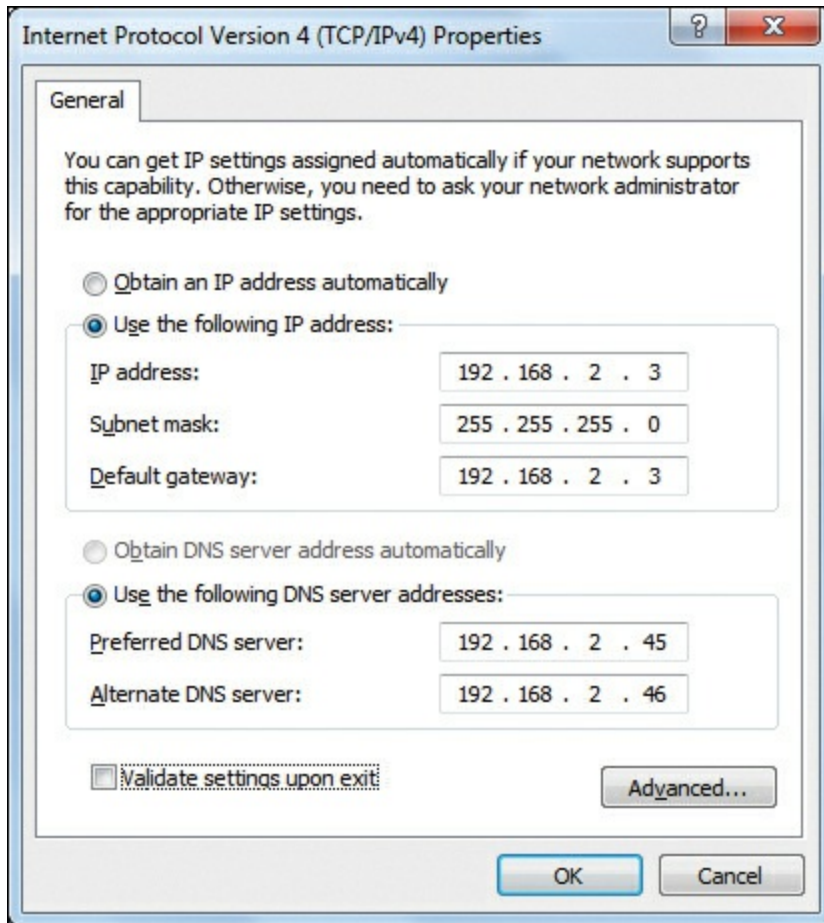 Internet Protocol Version 4 (TCP/IPv4) Properties
?
X
General
You can get IP settings assigned automatically if your network supports
this capability. Otherwise, you need to ask your network administrator
for the appropriate IP settings.
Obtain an IP address automatically
Use the following IP address:
IP address: 192 . 168 . 2 . 3
Subnet mask: 255 . 255 . 255 . 0
Default gateway: 192 . 168 . 2 . 3
Obtain DNS server address automatically
Use the following DNS server addresses:
Preferred DNS server: 192 . 168 . 2 . 45
Alternate DNS server: 192 . 168 . 2 . 46
Validate settings upon exit
Advanced...
OK Cancel